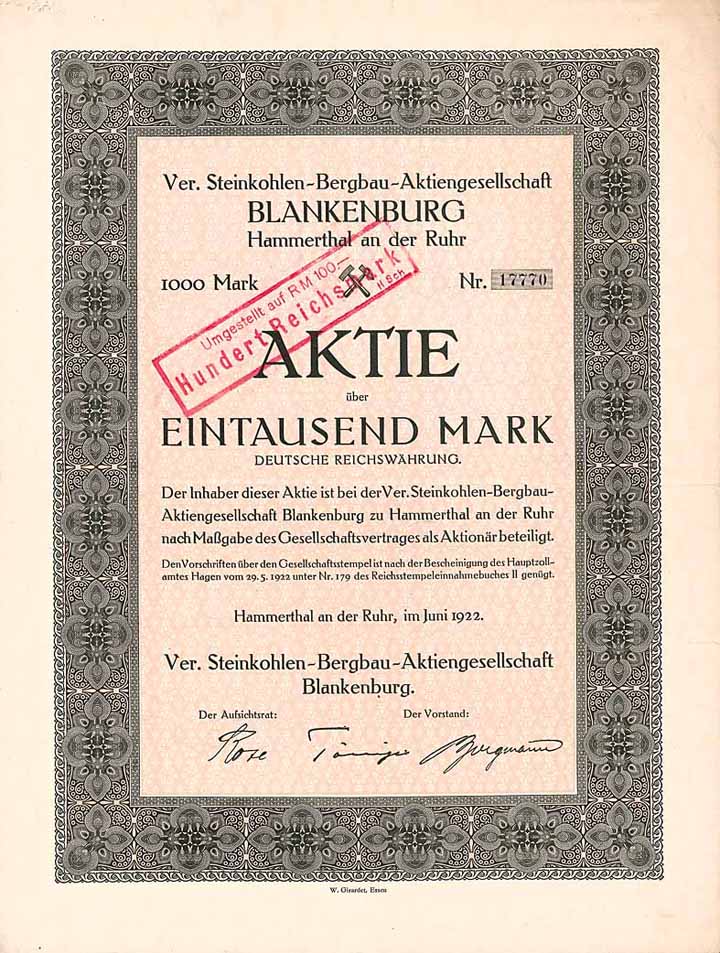 Ver. Steinkohlen-Bergbau-Aktiengesellschaft
BLANKENBURG
Hammerthal an der Ruhr
1000 Mark
Nr. 17770
Umgestellt auf RM 100.—
Hundert Reichsmark
II Sch
AKTIE
über
EINTAUSEND MARK
DEUTSCHE REICHSWÄHRUNG.
Der Inhaber dieser Aktie ist bei der Ver. Steinkohlen-Bergbau-
Aktiengesellschaft Blankenburg zu Hammerthal an der Ruhr
nach Maßgabe des Gesellschaftsvertrages als Aktionär beteiligt.
Den Vorschriften über den Gesellschaftsstempel ist nach der Bescheinigung des Hauptzoll-
amtes Hagen vom 29. 5. 1922 unter Nr. 179 des Reichsstempeleinnahmebuches II genügt.
Hammerthal an der Ruhr, im Juni 1922.
Ver. Steinkohlen-Bergbau-Aktiengesellschaft
Blankenburg.
Der Aufsichtsrat: Der Vorstand:
Rose Bergmann
W. Girardet, Essen